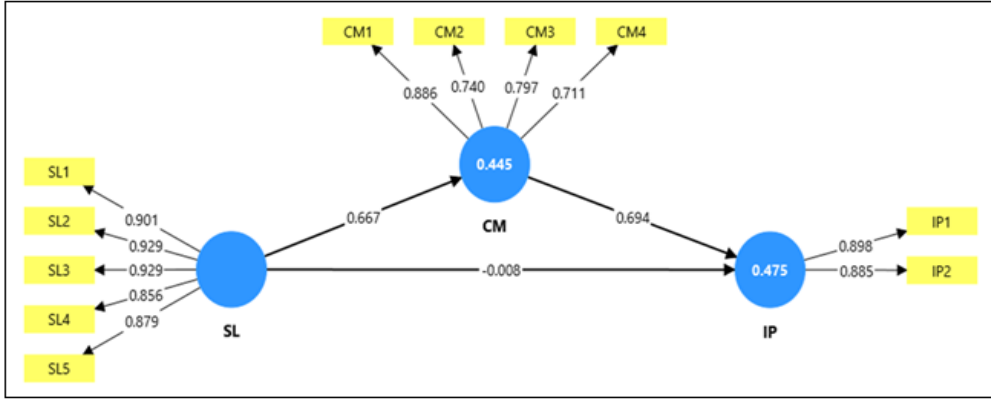 CM1 CM2 CM3 CM4
0.886 0.740 0.797 0.711
SL1
SL2
SL3
SL4
SL5
0.901
0.929
0.929
0.856
0.879
SL
0.667
0.445
CM
0.694
-0.008
0.475
IP
0.898
0.885
IP1
IP2